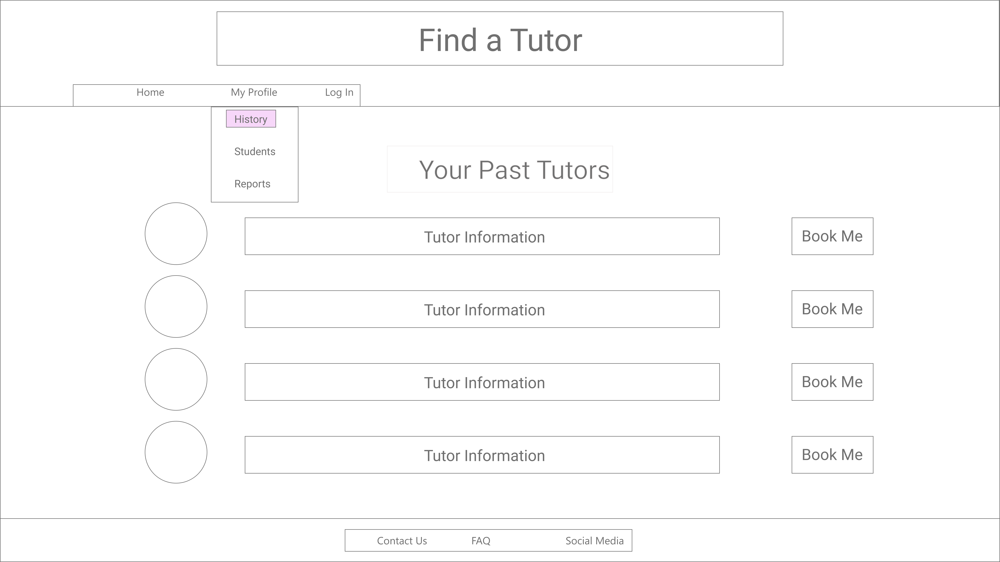 Find a Tutor
Home My Profile Log In
History
Students
Reports
Your Past Tutors
Tutor Information Book Me
Tutor Information Book Me
Tutor Information Book Me
Tutor Information Book Me
Contact Us FAQ Social Media